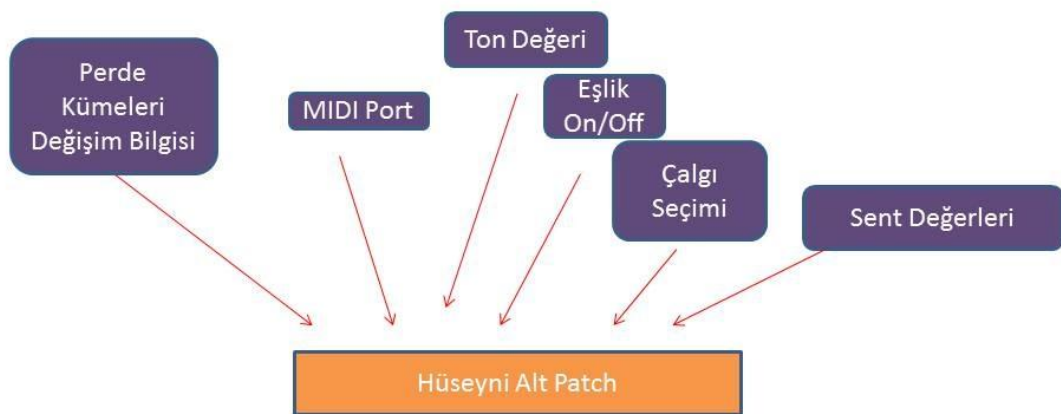 Perde
Kümeleri
Değişim Bilgisi
MIDI Port
Ton Değeri
Eşlik
On/Off
Çalgı
Seçimi
Sent Değerleri
Hüseyni Alt Patch